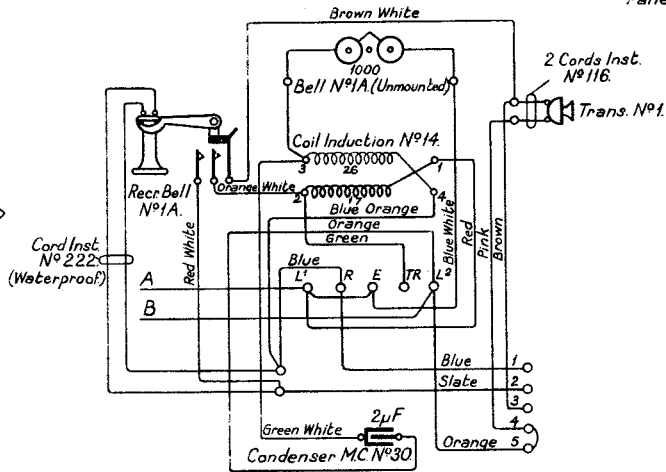 Pane
Brown White
2 Cords Inst.
Nº 116.
1000
Bell Nº1A.(Unmounted)
Trans. Nº1.
Coil Induction Nº14.
3 26 1
Recr Bell
Nº1A.
Orange White
2 17 4
Blue Orange
Orange
Green
Blue White
Red
Pink
Brown
Red White
Cord Inst.
Nº 222.
(Waterproof)
Blue
A
L¹ R E TR L²
B
Blue 1
Slate 2
3
4
Orange 5
Green White
2µF
Condenser M.C. Nº30.